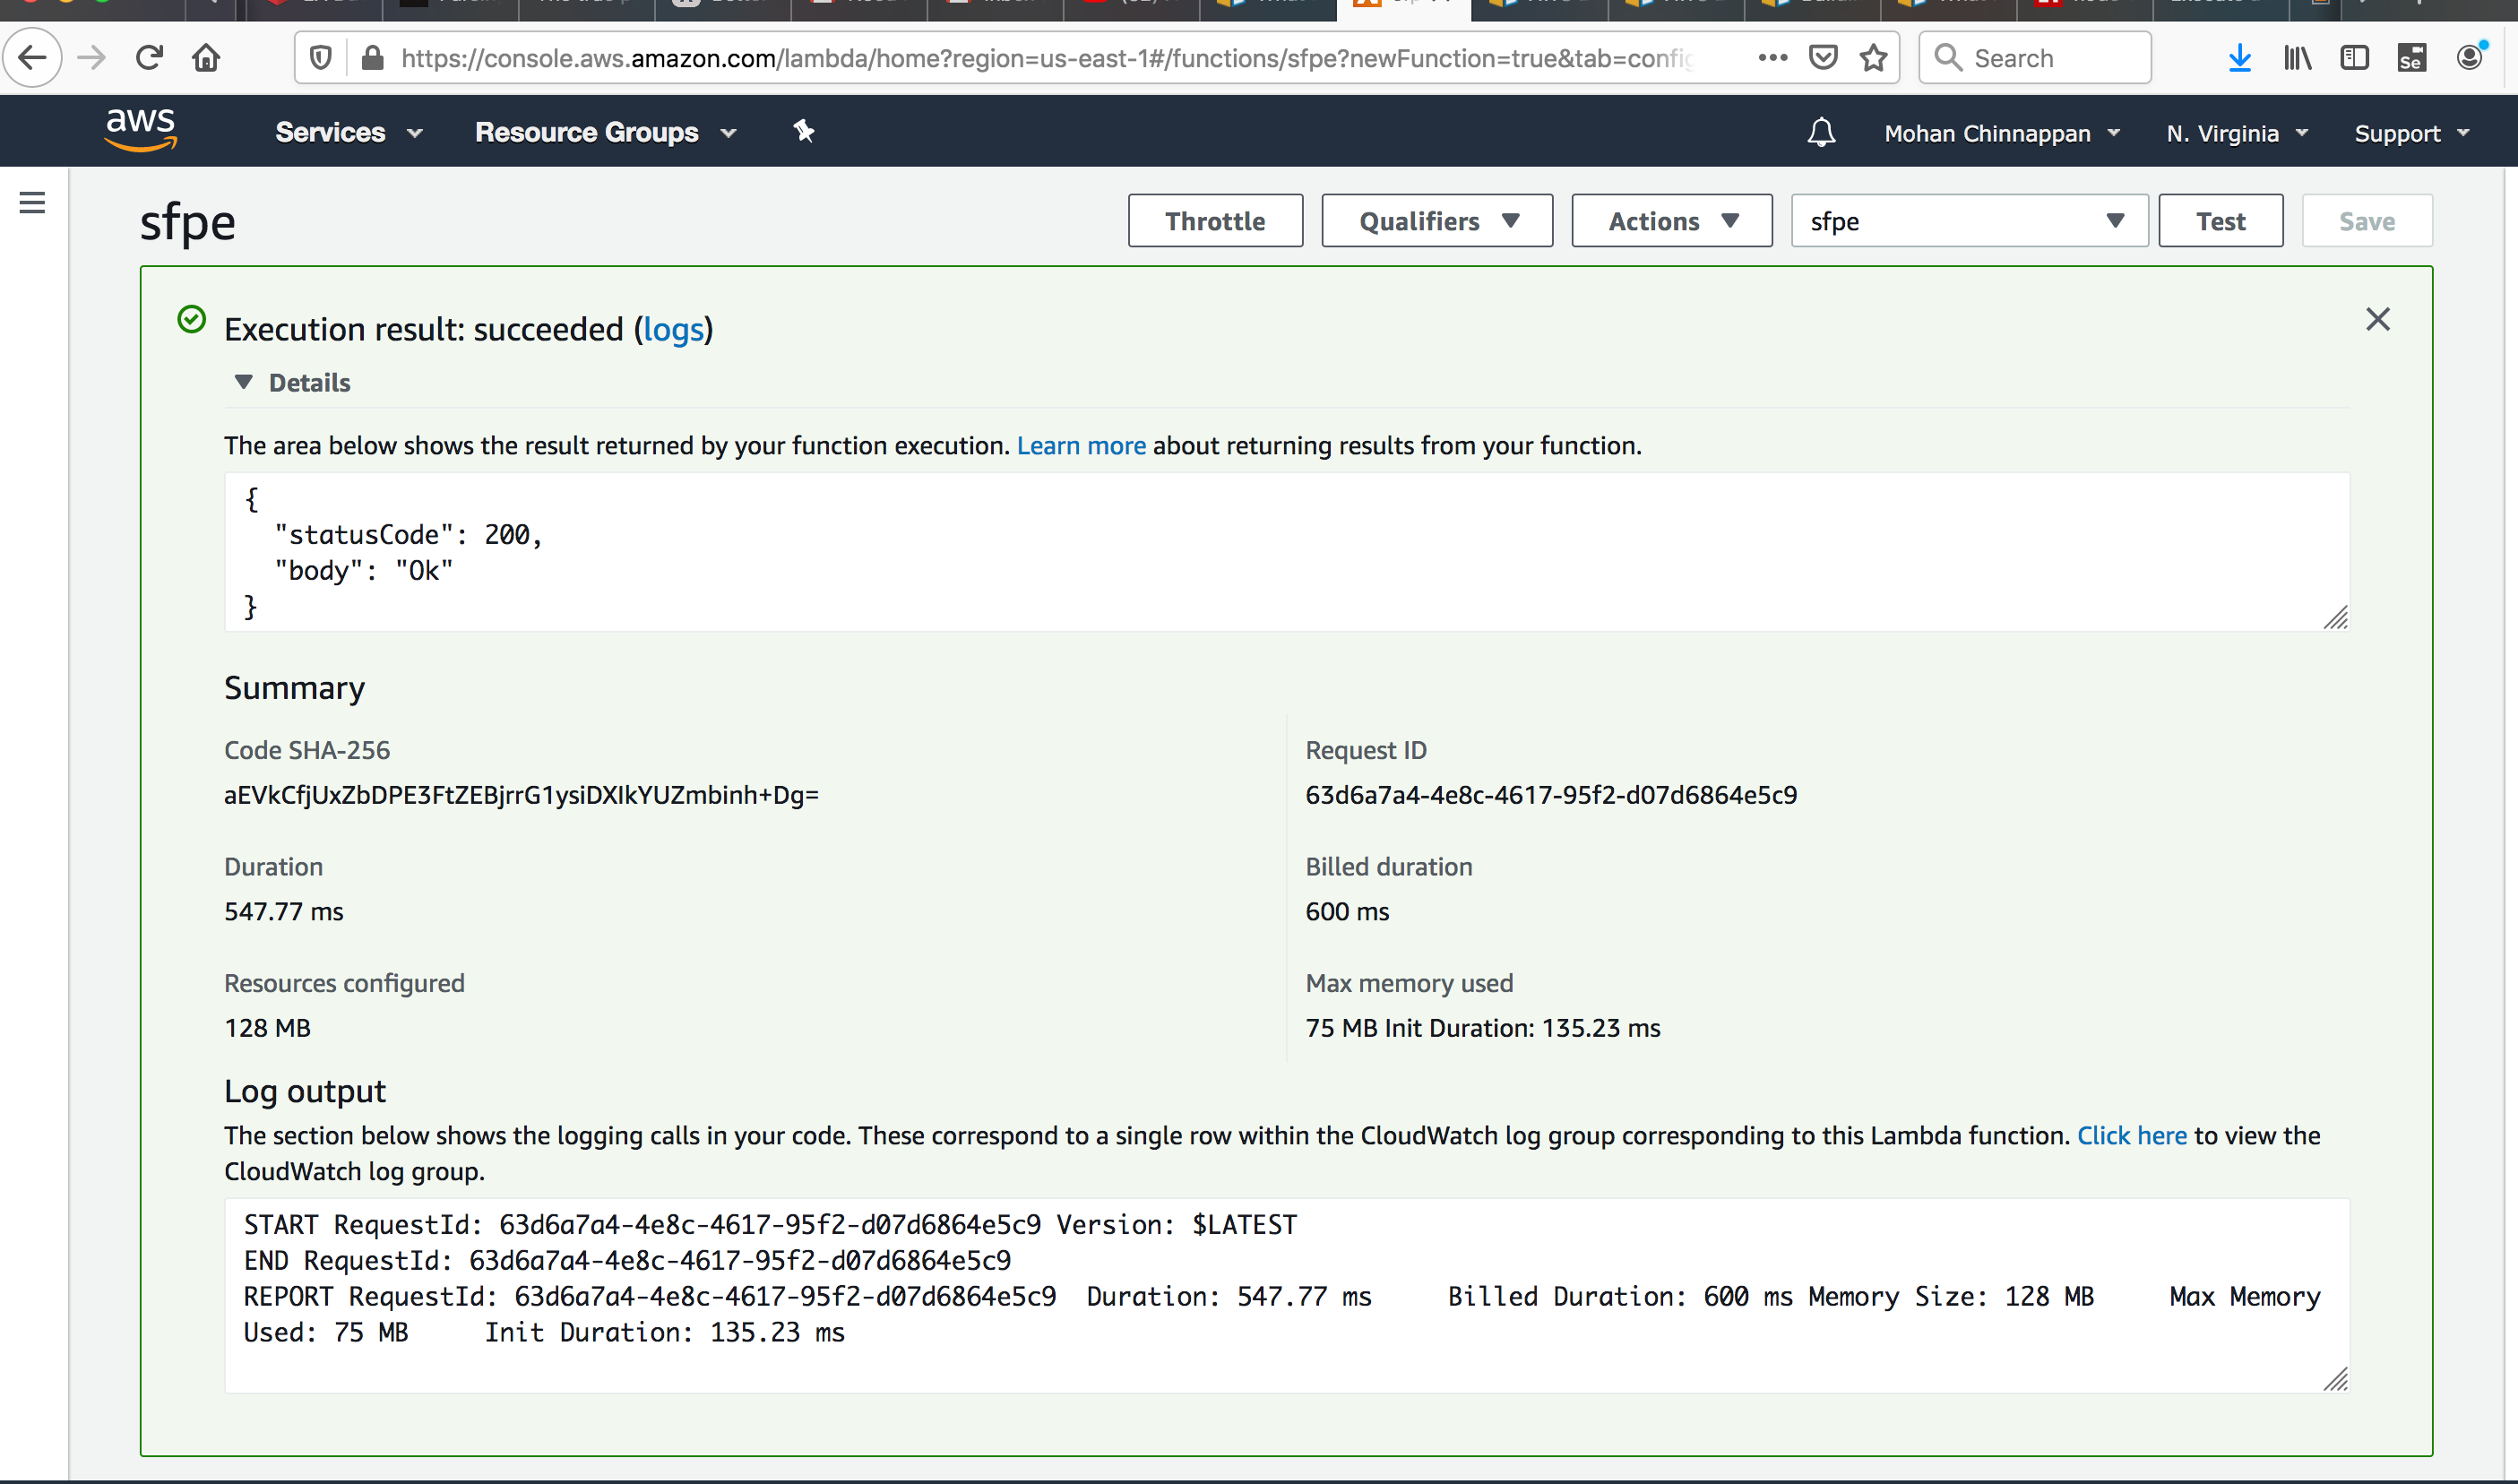 https://console.aws.amazon.com/lambda/home?region=us-east-1#/functions/sfpe?newFunction=true&tab=config
Search
Se
aws
Services
Resource Groups
Mohan Chinnappan
N. Virginia
Support
sfpe
Throttle
Qualifiers
Actions
sfpe
Test
Save
Execution result: succeeded (logs)
Details
The area below shows the result returned by your function execution. Learn more about returning results from your function.
{
"statusCode": 200,
"body": "Ok"
}
Summary
Code SHA-256
aEVkCfjUxZbDPE3FtZEBjrrG1ysiDXIkYUZmbinh+Dg=
Request ID
63d6a7a4-4e8c-4617-95f2-d07d6864e5c9
Duration
547.77 ms
Billed duration
600 ms
Resources configured
128 MB
Max memory used
75 MB Init Duration: 135.23 ms
Log output
The section below shows the logging calls in your code. These correspond to a single row within the CloudWatch log group corresponding to this Lambda function. Click here to view the
CloudWatch log group.
START RequestId: 63d6a7a4-4e8c-4617-95f2-d07d6864e5c9 Version: $LATEST
END RequestId: 63d6a7a4-4e8c-4617-95f2-d07d6864e5c9
REPORT RequestId: 63d6a7a4-4e8c-4617-95f2-d07d6864e5c9 Duration: 547.77 ms Billed Duration: 600 ms Memory Size: 128 MB Max Memory
Used: 75 MB Init Duration: 135.23 ms